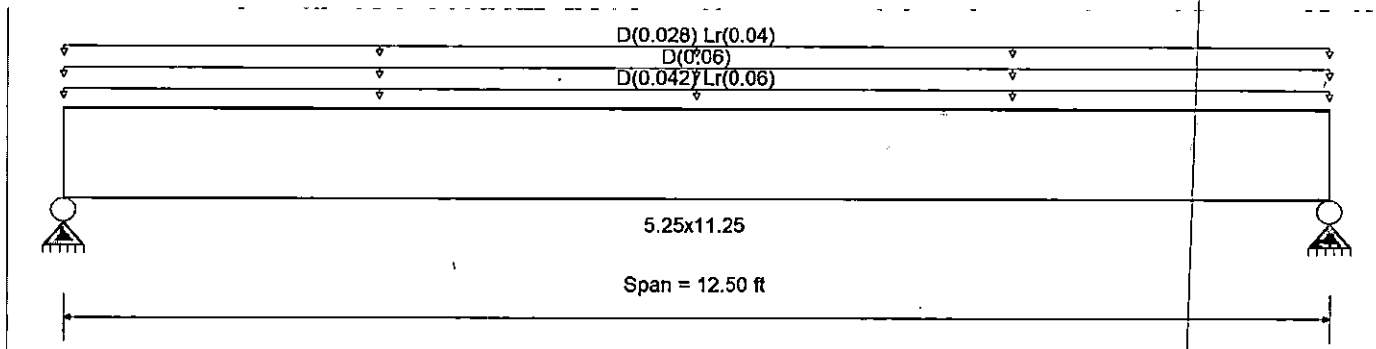 D(0.028) Lr(0.04)
D(0.06)
D(0.042) Lr(0.06)
5.25x11.25
Span = 12.50 ft